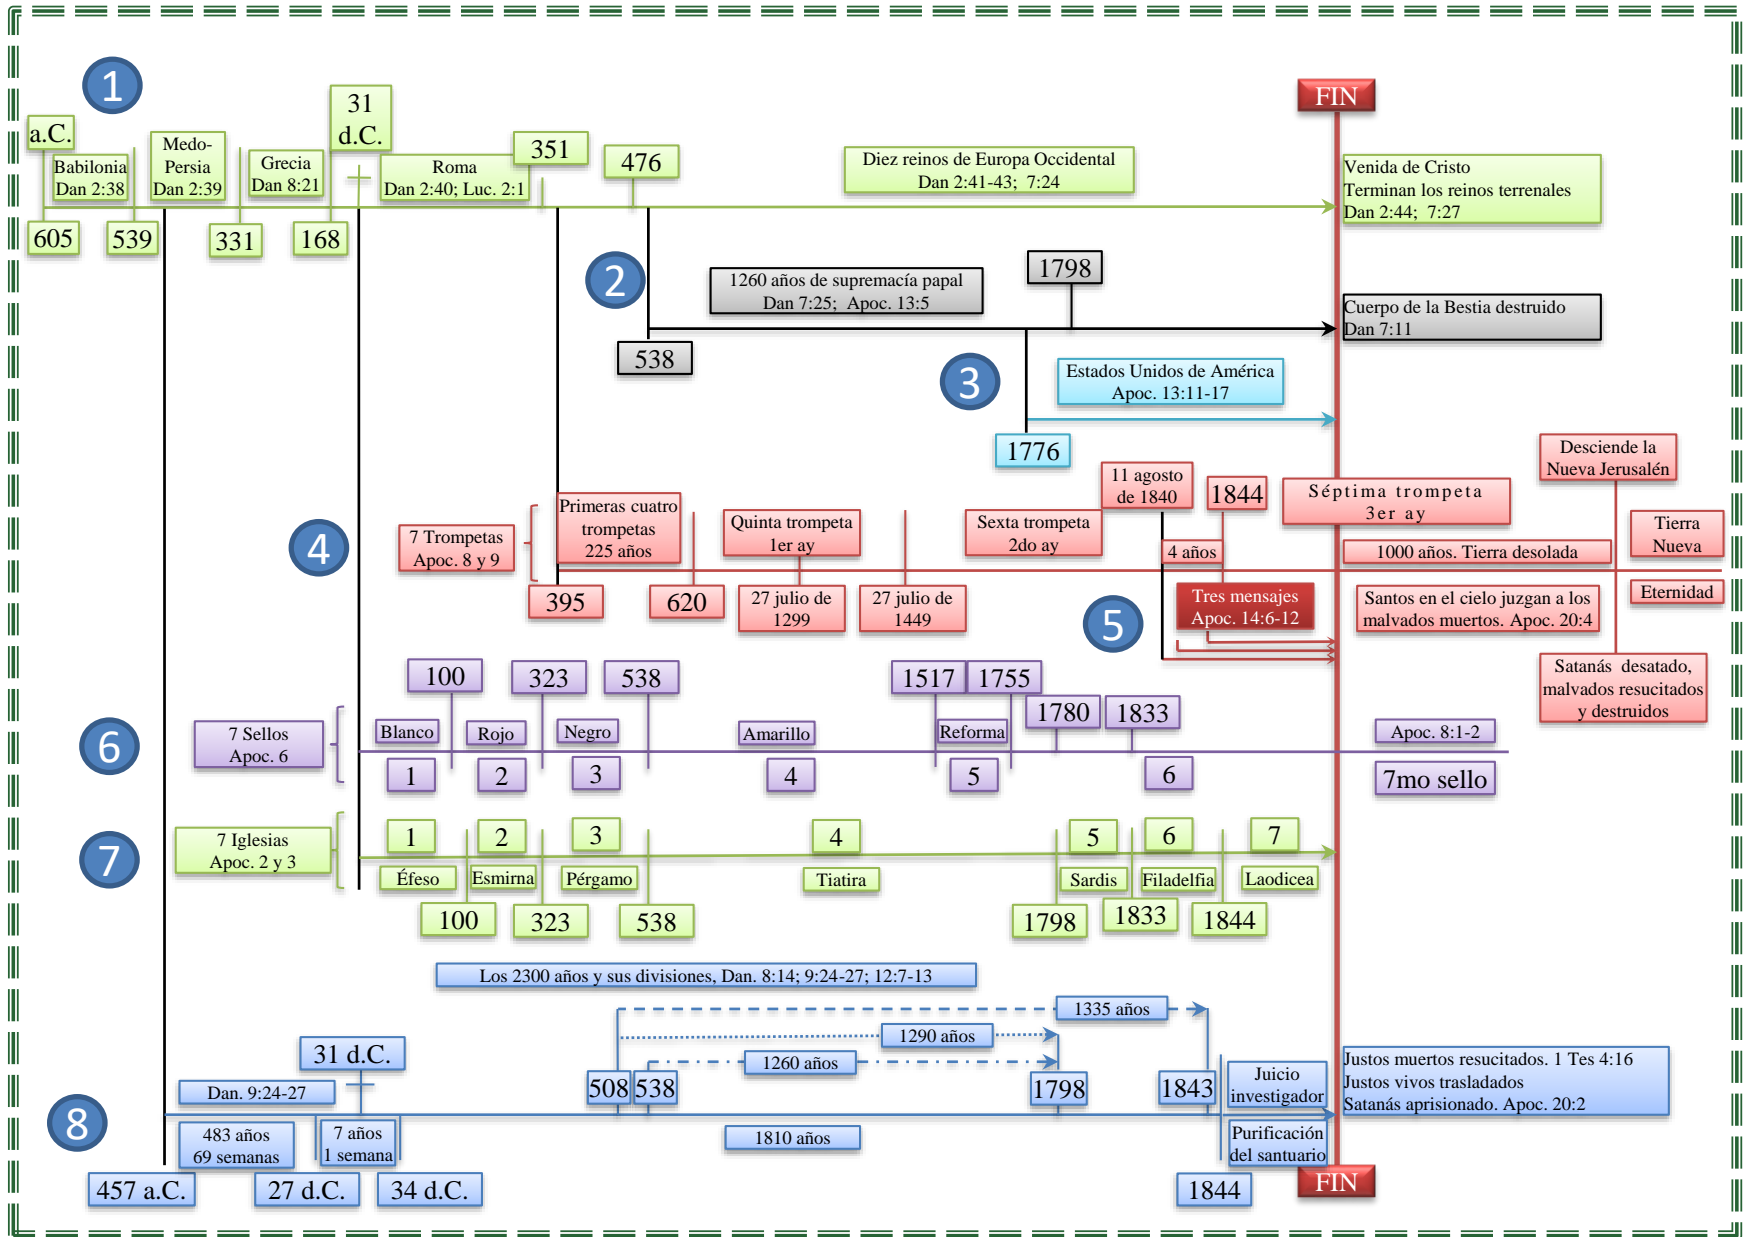 1
FIN
a.C.
Babilonia
Dan 2:38
Medo-
Persia
Dan 2:39
Grecia
Dan 8:21
31
d.C.
Roma
Dan 2:40; Luc. 2:1
351
476
Diez reinos de Europa Occidental
Dan 2:41-43; 7:24
Venida de Cristo
Terminan los reinos terrenales
Dan 2:44; 7:27
605
539
331
168
2
1260 años de supremacía papal
Dan 7:25; Apoc. 13:5
1798
Cuerpo de la Bestia destruido
Dan 7:11
538
3
Estados Unidos de América
Apoc. 13:11-17
1776
4
7 Trompetas
Apoc. 8 y 9
Primeras cuatro
trompetas
225 años
Quinta trompeta
1er ay
Sexta trompeta
2do ay
11 agosto
de 1840
1844
4 años
Séptima trompeta
3er ay
1000 años. Tierra desolada
Desciende la
Nueva Jerusalén
Tierra
Nueva
395
620
27 julio de
1299
27 julio de
1449
5
Tres mensajes
Apoc. 14:6-12
Santos en el cielo juzgan a los
malvados muertos. Apoc. 20:4
Eternidad
Satanás desatado,
malvados resucitados
y destruidos
6
7 Sellos
Apoc. 6
100
323
538
1517
1755
1780
1833
Blanco
Rojo
Negro
Amarillo
Reforma
Apoc. 8:1-2
1
2
3
4
5
6
7mo sello
7
7 Iglesias
Apoc. 2 y 3
1
2
3
4
5
6
7
Éfeso
Esmirna
Pérgamo
Tiatira
Sardis
Filadelfia
Laodicea
100
323
538
1798
1833
1844
Los 2300 años y sus divisiones, Dan. 8:14; 9:24-27; 12:7-13
1335 años
1290 años
1260 años
8
Dan. 9:24-27
31 d.C.
508
538
1798
1843
Juicio
investigador
Justos muertos resucitados. 1 Tes 4:16
Justos vivos trasladados
Satanás aprisionado. Apoc. 20:2
483 años
69 semanas
7 años
1 semana
1810 años
Purificación
del santuario
457 a.C.
27 d.C.
34 d.C.
1844
FIN